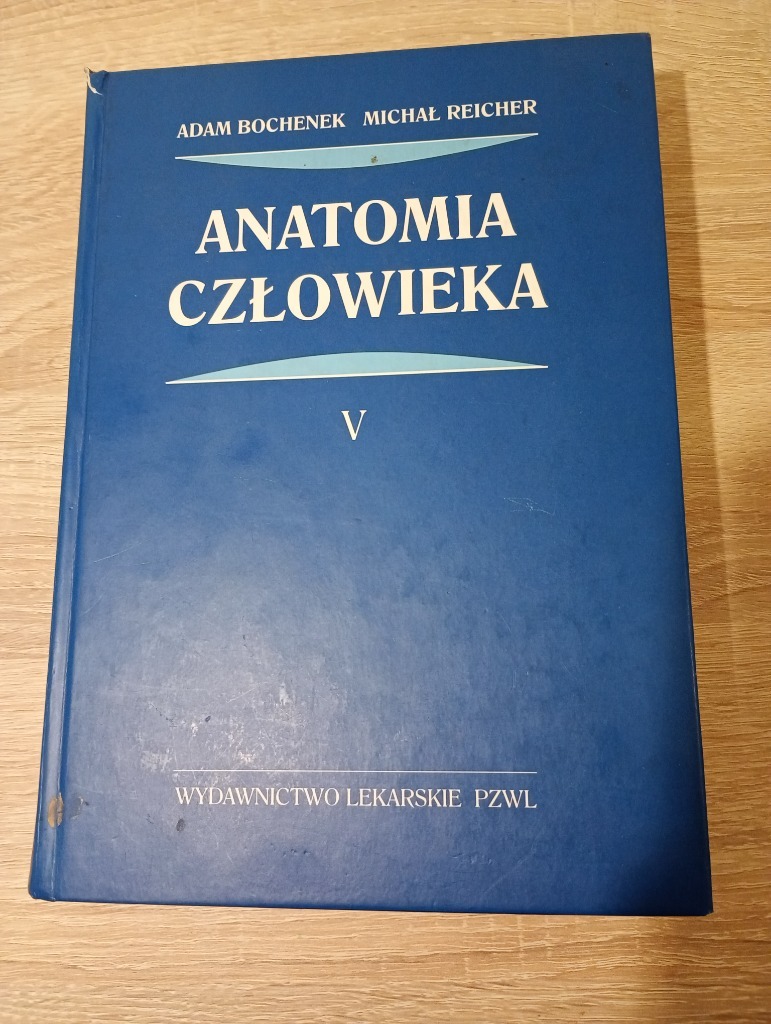 ADAM BOCHENEK MICHAŁ REICHER
ANATOMIA
CZŁOWIEKA
V
WYDAWNICTWO LEKARSKIE PZWL